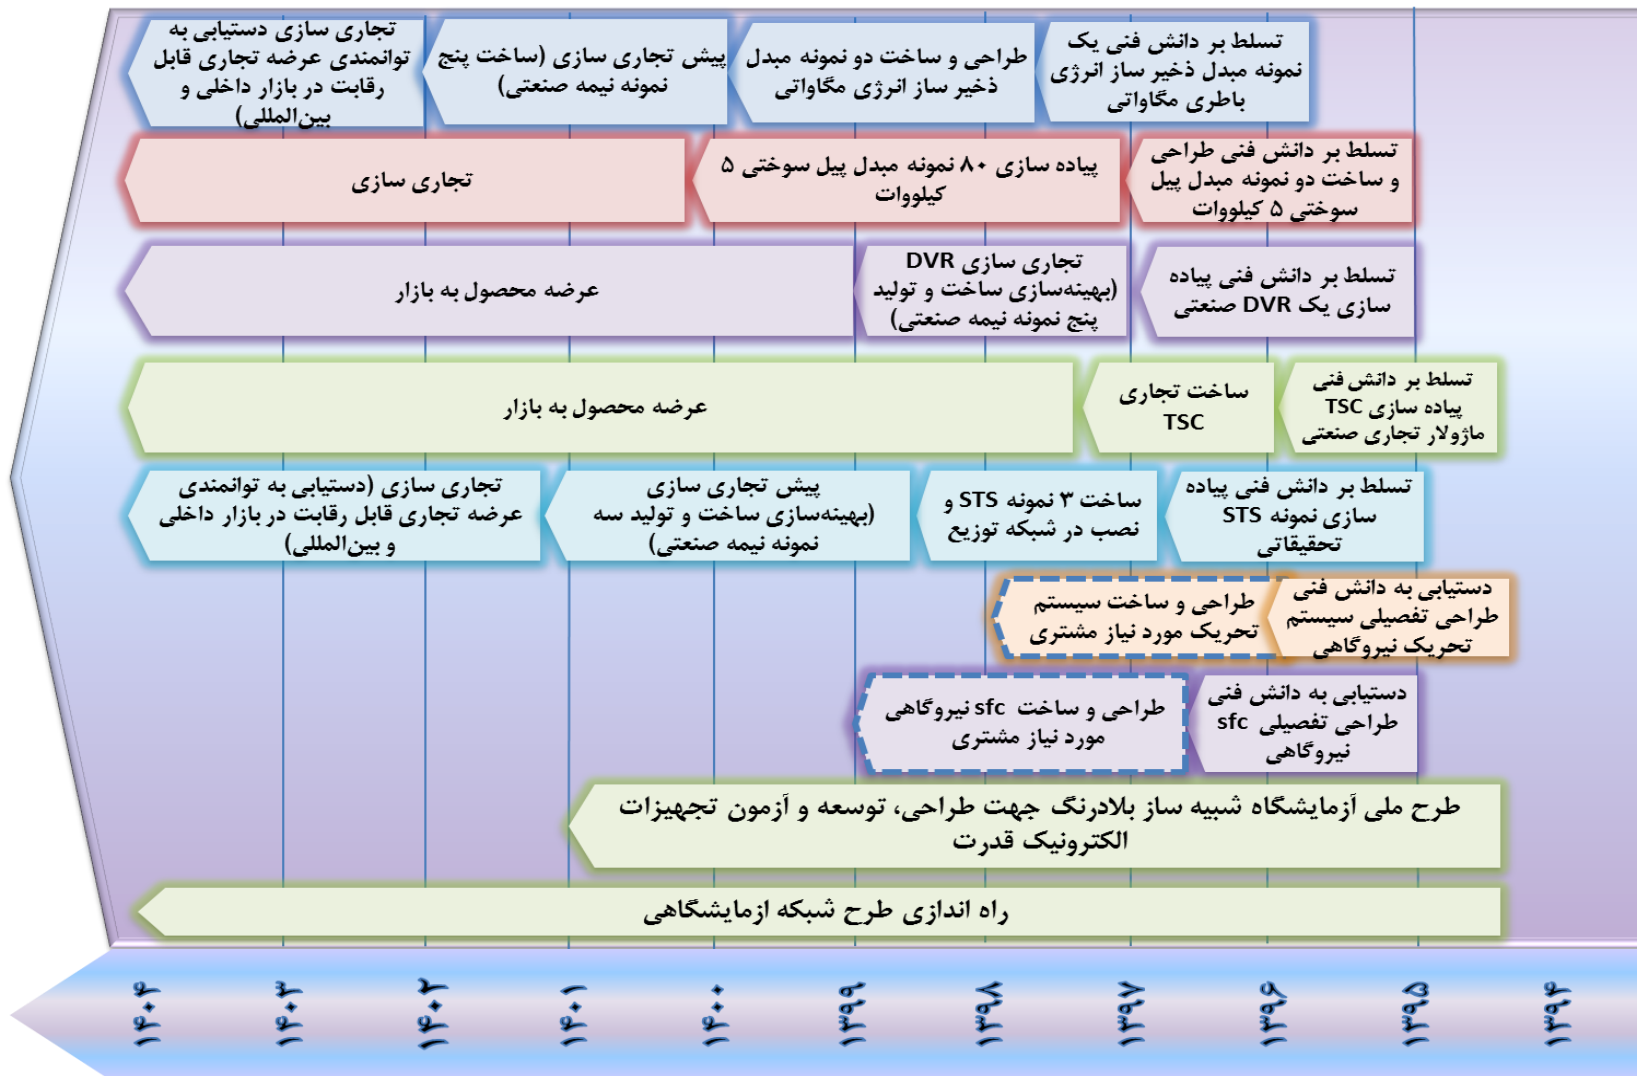 تسلط بر دانش فنی یک
نمونه مبدل ذخیر ساز انرژی
باطری مگاواتی
طراحی و ساخت دو نمونه مبدل
ذخیر ساز انرژی مگاواتی
پیش تجاری سازی (ساخت پنج
نمونه نیمه صنعتی)
تجاری سازی دستیابی به
توانمندی عرضه تجاری قابل
رقابت در بازار داخلی و
بین‌المللی)
تسلط بر دانش فنی طراحی
و ساخت دو نمونه مبدل پیل
سوختی ۵ کیلووات
پیاده سازی ۸۰ نمونه مبدل پیل سوختی ۵
کیلووات
تجاری سازی
تسلط بر دانش فنی پیاده
سازی یک DVR صنعتی
تجاری سازی DVR
(بهینه‌سازی ساخت و تولید
پنج نمونه نیمه صنعتی)
عرضه محصول به بازار
تسلط بر دانش فنی
پیاده سازی TSC
ماژولار تجاری صنعتی
ساخت تجاری
TSC
عرضه محصول به بازار
تسلط بر دانش فنی پیاده
سازی نمونه STS
تحقیقاتی
ساخت ۳ نمونه STS و
نصب در شبکه توزیع
پیش تجاری سازی
(بهینه‌سازی ساخت و تولید سه
نمونه نیمه صنعتی)
تجاری سازی (دستیابی به توانمندی
عرضه تجاری قابل رقابت در بازار داخلی
و بین‌المللی)
دستیابی به دانش فنی
طراحی تفصیلی سیستم
تحریک نیروگاهی
طراحی و ساخت سیستم
تحریک مورد نیاز مشتری
دستیابی به دانش فنی
طراحی تفصیلی sfc
نیروگاهی
طراحی و ساخت sfc نیروگاهی
مورد نیاز مشتری
طرح ملی آزمایشگاه شبیه ساز بلادرنگ جهت طراحی، توسعه و آزمون تجهیزات
الکترونیک قدرت
راه اندازی طرح شبکه ازمایشگاهی
۱۳۹۴
۱۳۹۵
۱۳۹۶
۱۳۹۷
۱۳۹۸
۱۳۹۹
۱۴۰۰
۱۴۰۱
۱۴۰۲
۱۴۰۳
۱۴۰۴